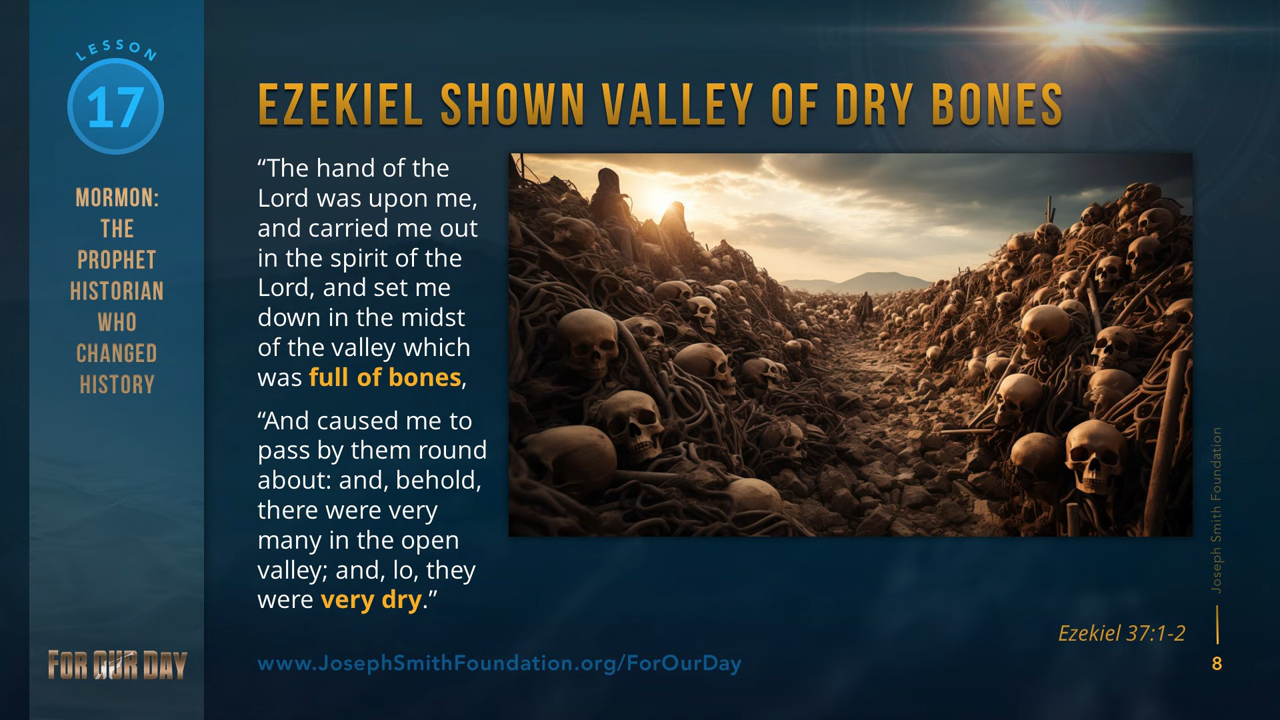 LESSON
17
MORMON:
THE
PROPHET
HISTORIAN
WHO
CHANGED
HISTORY
FOR OUR DAY
EZEKIEL SHOWN VALLEY OF DRY BONES
“The hand of the
Lord was upon me,
and carried me out
in the spirit of the
Lord, and set me
down in the midst
of the valley which
was full of bones,
“And caused me to
pass by them round
about: and, behold,
there were very
many in the open
valley; and, lo, they
were very dry.”
Ezekiel 37:1-2
www.JosephSmithFoundation.org/ForOurDay
Joseph Smith Foundation
8